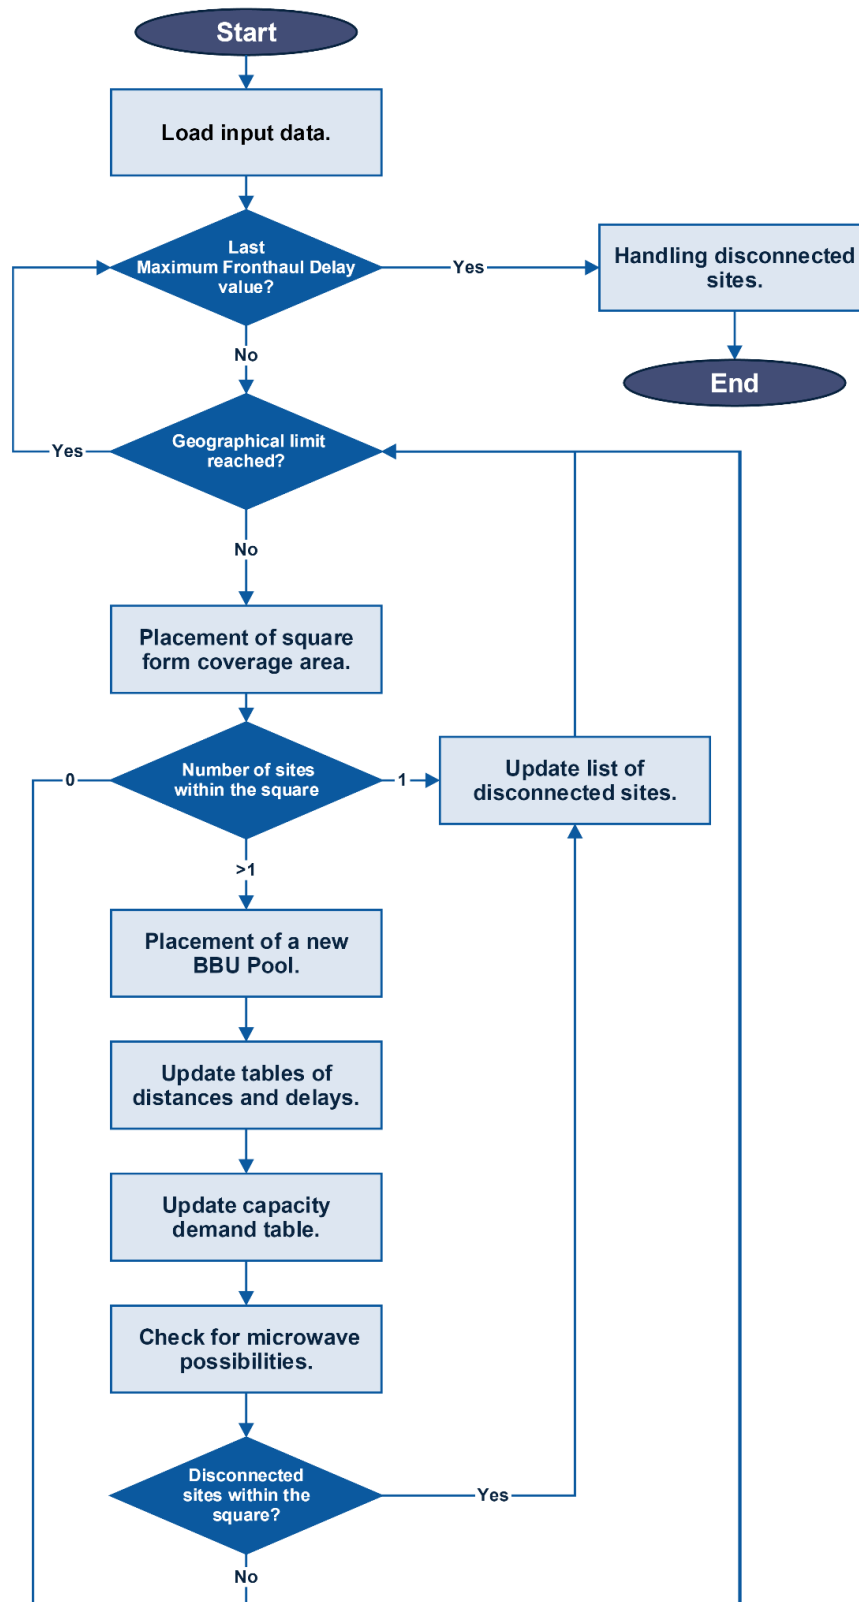 Start
Load input data.
Last
Maximum Fronthaul Delay
value?
Yes
Handling disconnected
sites.
No
End
Geographical limit
reached?
Yes
No
Placement of square
form coverage area.
Number of sites
within the square
0
1
Update list of
disconnected sites.
>1
Placement of a new
BBU Pool.
Update tables of
distances and delays.
Update capacity
demand table.
Check for microwave
possibilities.
Disconnected
sites within the
square?
Yes
No